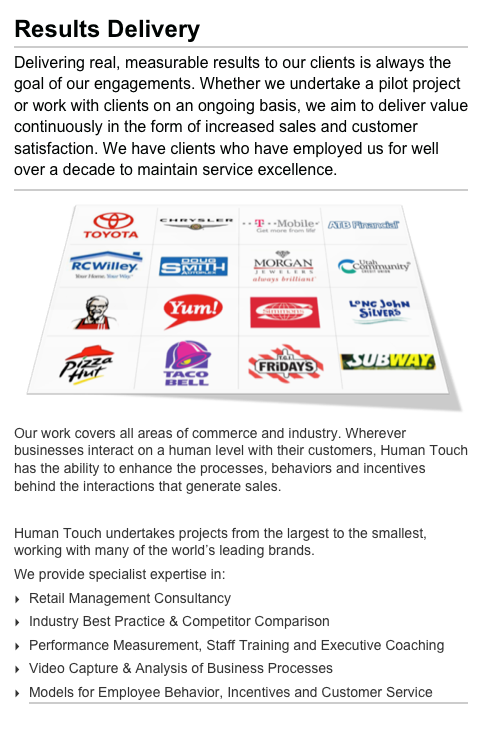 Results Delivery
Delivering real, measurable results to our clients is always the
goal of our engagements. Whether we undertake a pilot project
or work with clients on an ongoing basis, we aim to deliver value
continuously in the form of increased sales and customer
satisfaction. We have clients who have employed us for well
over a decade to maintain service excellence.
TOYOTA
CHRYSLER
T··Mobile·
Get more from life
ATB Financial
RC Willey
Your Home. Your Way
DOUG SMITH
AUTOPLEX
MORGAN
JEWELERS
always brilliant
Utah
Community
CREDIT UNION
KFC
Yum!
Simmons
LONG JOHN
SILVER'S
Pizza
Hut
TACO
BELL
T.G.I.
FRiDAY'S
SUBWAY
Our work covers all areas of commerce and industry. Wherever
businesses interact on a human level with their customers, Human Touch
has the ability to enhance the processes, behaviors and incentives
behind the interactions that generate sales.
Human Touch undertakes projects from the largest to the smallest,
working with many of the world's leading brands.
We provide specialist expertise in:
Retail Management Consultancy
Industry Best Practice & Competitor Comparison
Performance Measurement, Staff Training and Executive Coaching
Video Capture & Analysis of Business Processes
Models for Employee Behavior, Incentives and Customer Service